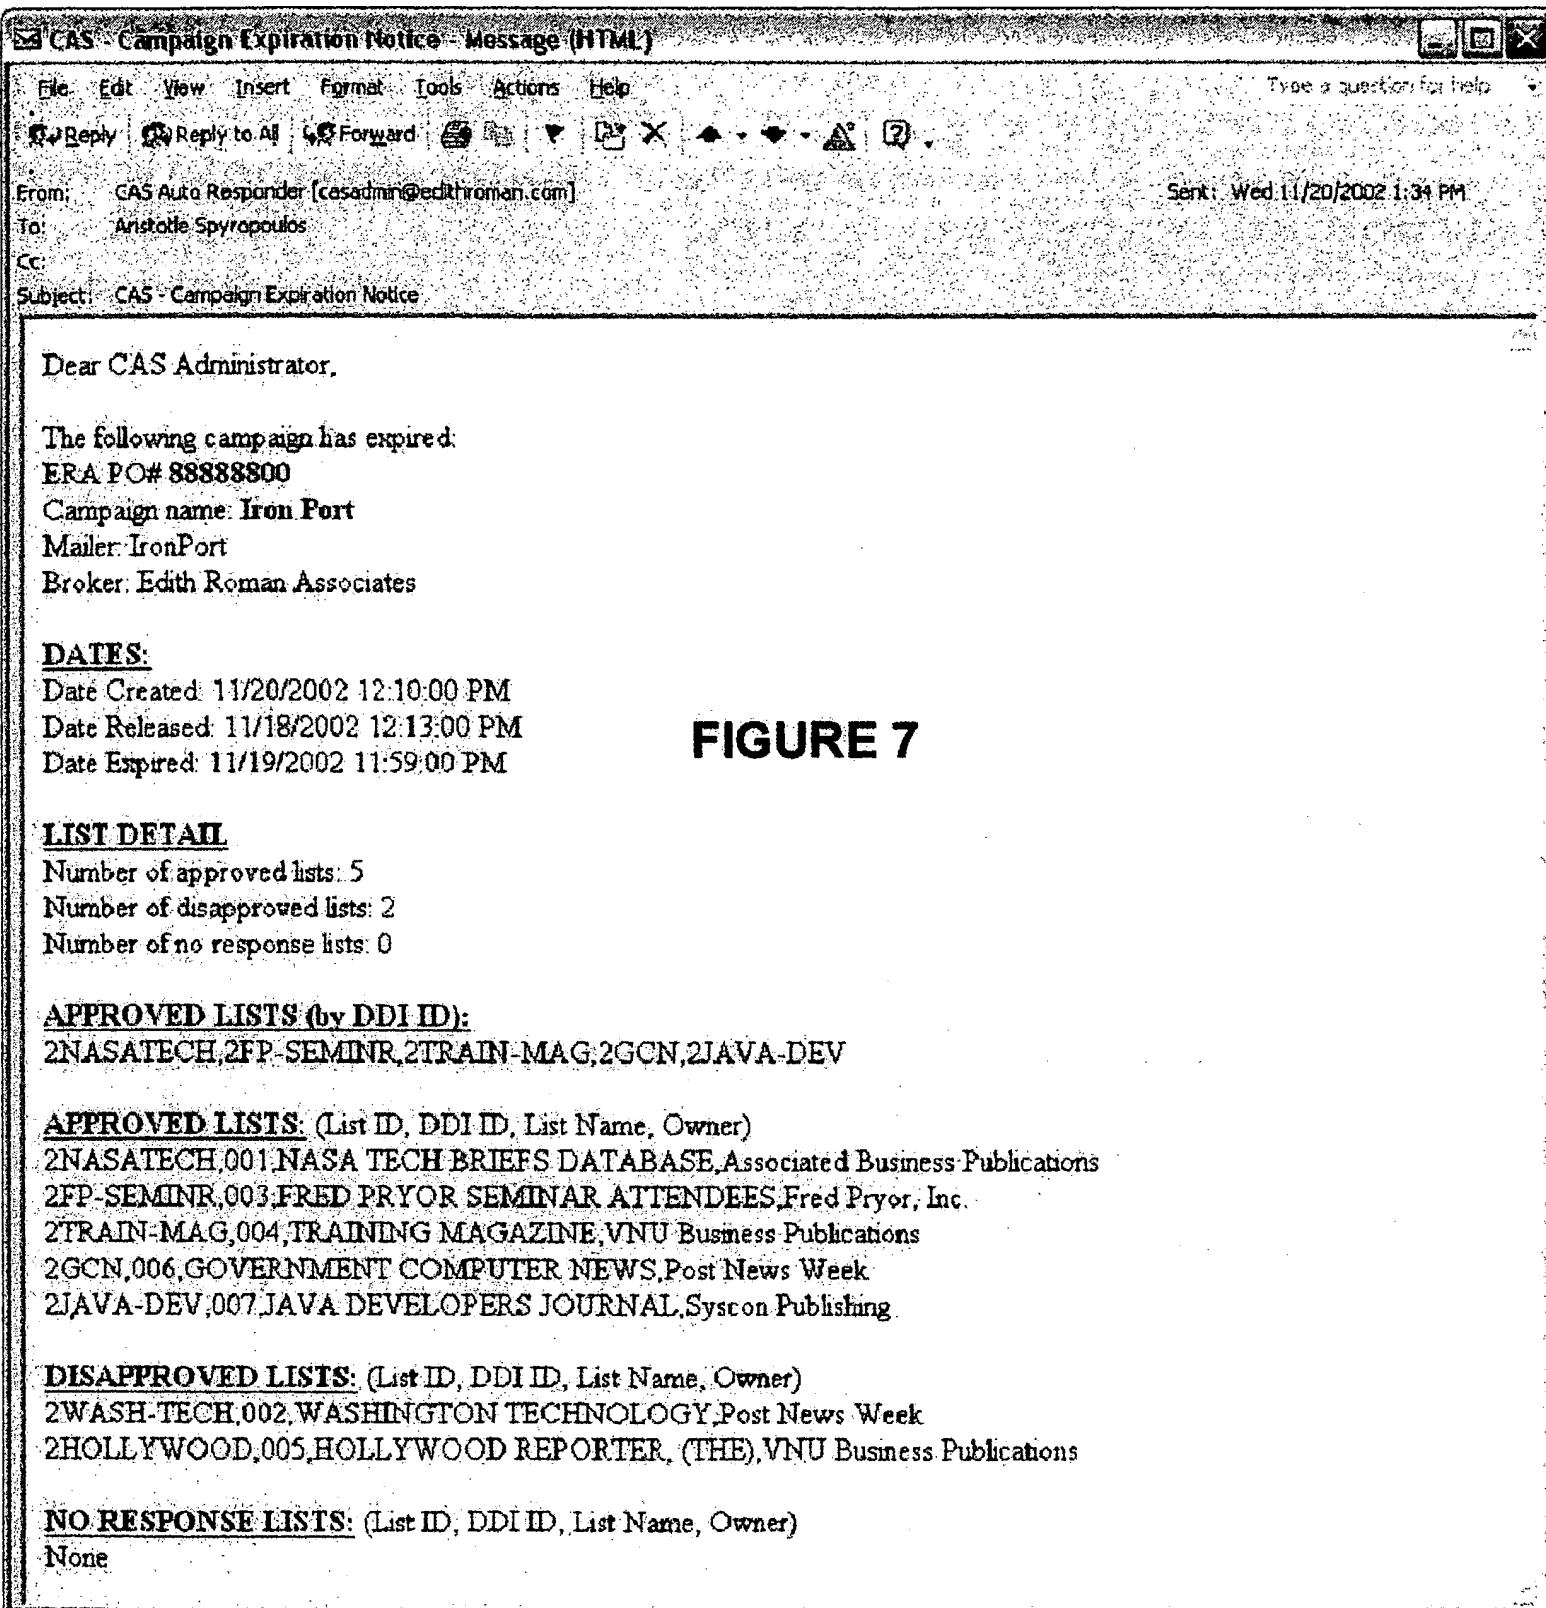 CAS - Campaign Expiration Notice - Message (HTML)
File Edit View Insert Format Tools Actions Help Type a question for help
Reply Reply to All Forward
From: CAS Auto Responder [casadmin@edithroman.com] Sent: Wed 11/20/2002 1:34 PM
To: Aristotle Spyropoulos
Cc:
Subject: CAS - Campaign Expiration Notice
Dear CAS Administrator,
The following campaign has expired:
ERA PO# 88888800
Campaign name: Iron Port
Mailer: IronPort
Broker: Edith Roman Associates
DATES:
Date Created: 11/20/2002 12:10:00 PM
Date Released: 11/18/2002 12:13:00 PM
Date Expired: 11/19/2002 11:59:00 PM
FIGURE 7
LIST DETAIL
Number of approved lists: 5
Number of disapproved lists: 2
Number of no response lists: 0
APPROVED LISTS (by DDI ID):
2NASATECH,2FP-SEMINR,2TRAIN-MAG,2GCN,2JAVA-DEV
APPROVED LISTS: (List ID, DDI ID, List Name, Owner)
2NASATECH,001,NASA TECH BRIEFS DATABASE,Associated Business Publications
2FP-SEMINR,003,FRED PRYOR SEMINAR ATTENDEES,Fred Pryor, Inc.
2TRAIN-MAG,004,TRAINING MAGAZINE,VNU Business Publications
2GCN,006,GOVERNMENT COMPUTER NEWS,Post News Week
2JAVA-DEV,007,JAVA DEVELOPERS JOURNAL,Syscon Publishing
DISAPPROVED LISTS: (List ID, DDI ID, List Name, Owner)
2WASH-TECH,002,WASHINGTON TECHNOLOGY,Post News Week
2HOLLYWOOD,005,HOLLYWOOD REPORTER, (THE),VNU Business Publications
NO RESPONSE LISTS: (List ID, DDI ID, List Name, Owner)
None